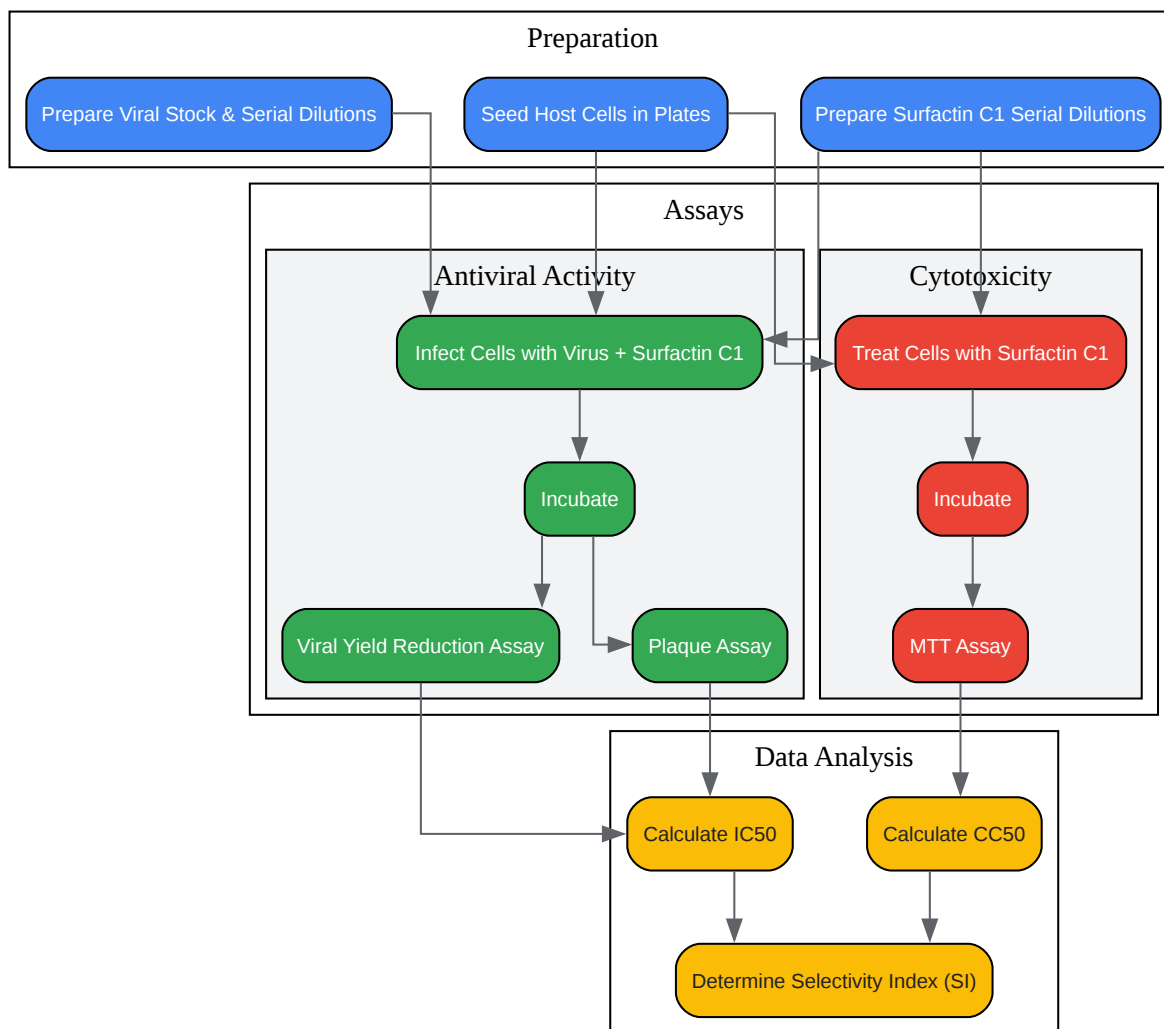 Preparation
Prepare Viral Stock & Serial Dilutions
Seed Host Cells in Plates
Prepare Surfactin C1 Serial Dilutions
Assays
Antiviral Activity
Cytotoxicity
Infect Cells with Virus + Surfactin C1
Treat Cells with Surfactin C1
Incubate
Incubate
Viral Yield Reduction Assay
Plaque Assay
MTT Assay
Data Analysis
Calculate IC50
Calculate CC50
Determine Selectivity Index (SI)